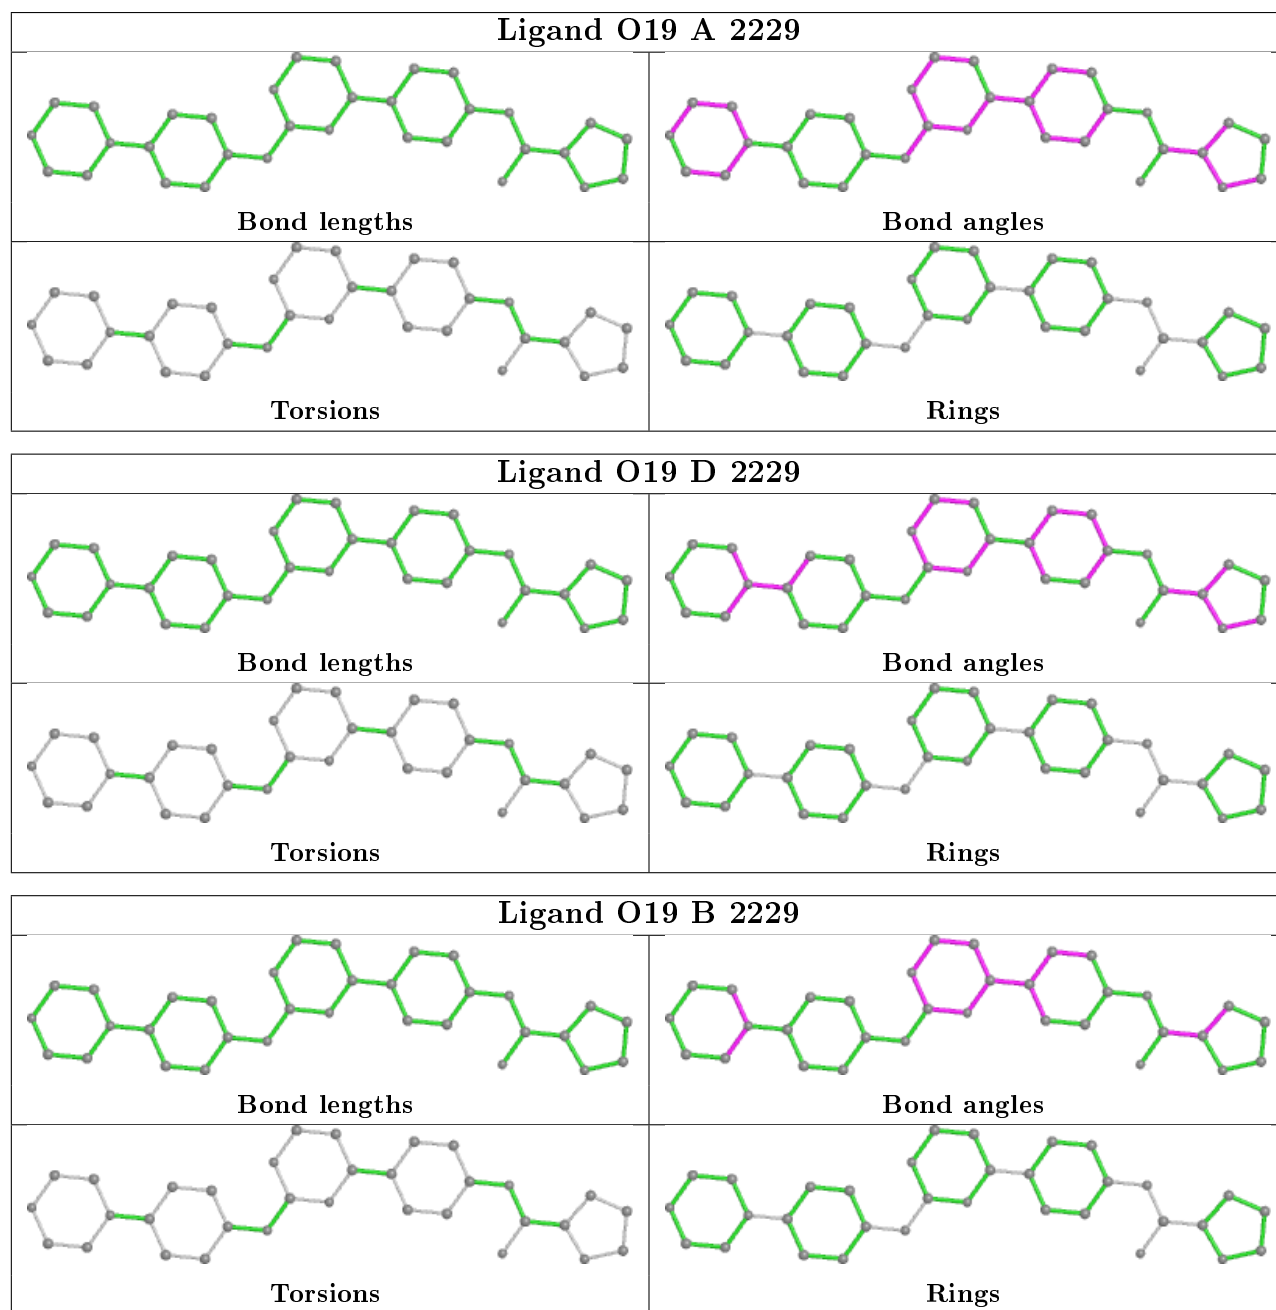 Ligand O19 A 2229
Bond lengths
Bond angles
Torsions
Rings
Ligand O19 D 2229
Bond lengths
Bond angles
Torsions
Rings
Ligand O19 B 2229
Bond lengths
Bond angles
Torsions
Rings